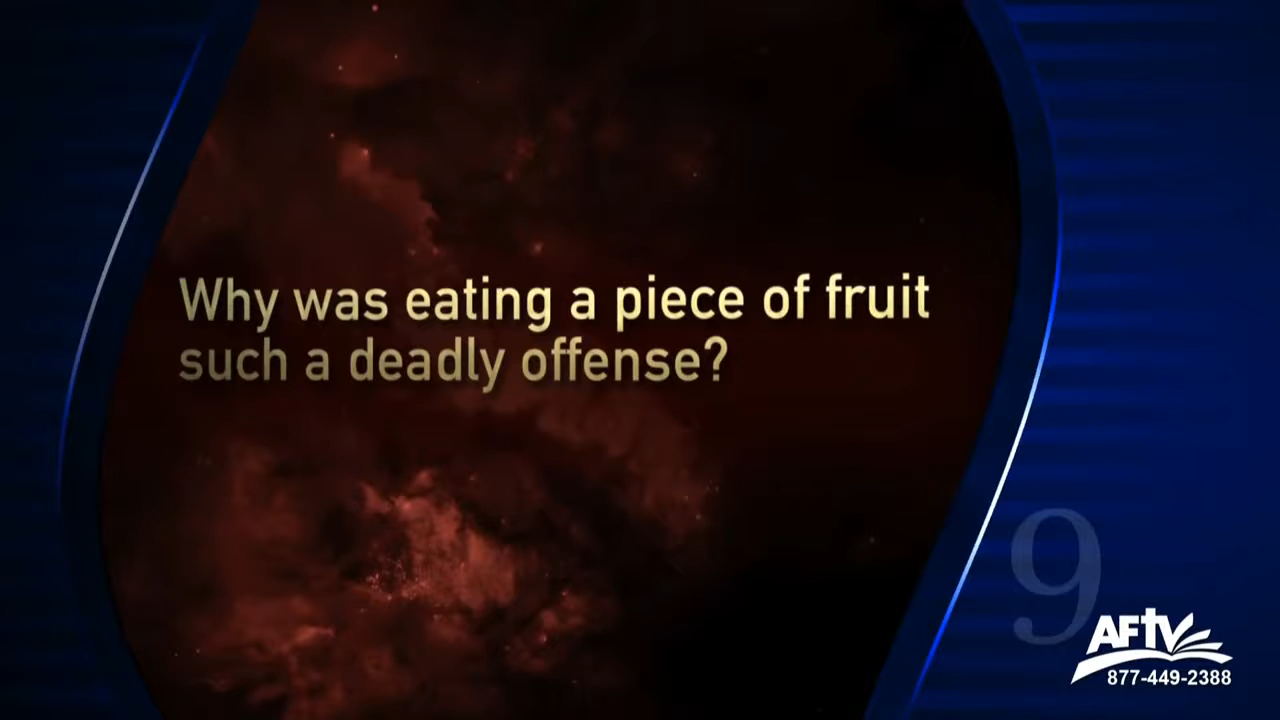 Why was eating a piece of fruit
such a deadly offense?
9
AFTV
877-449-2388